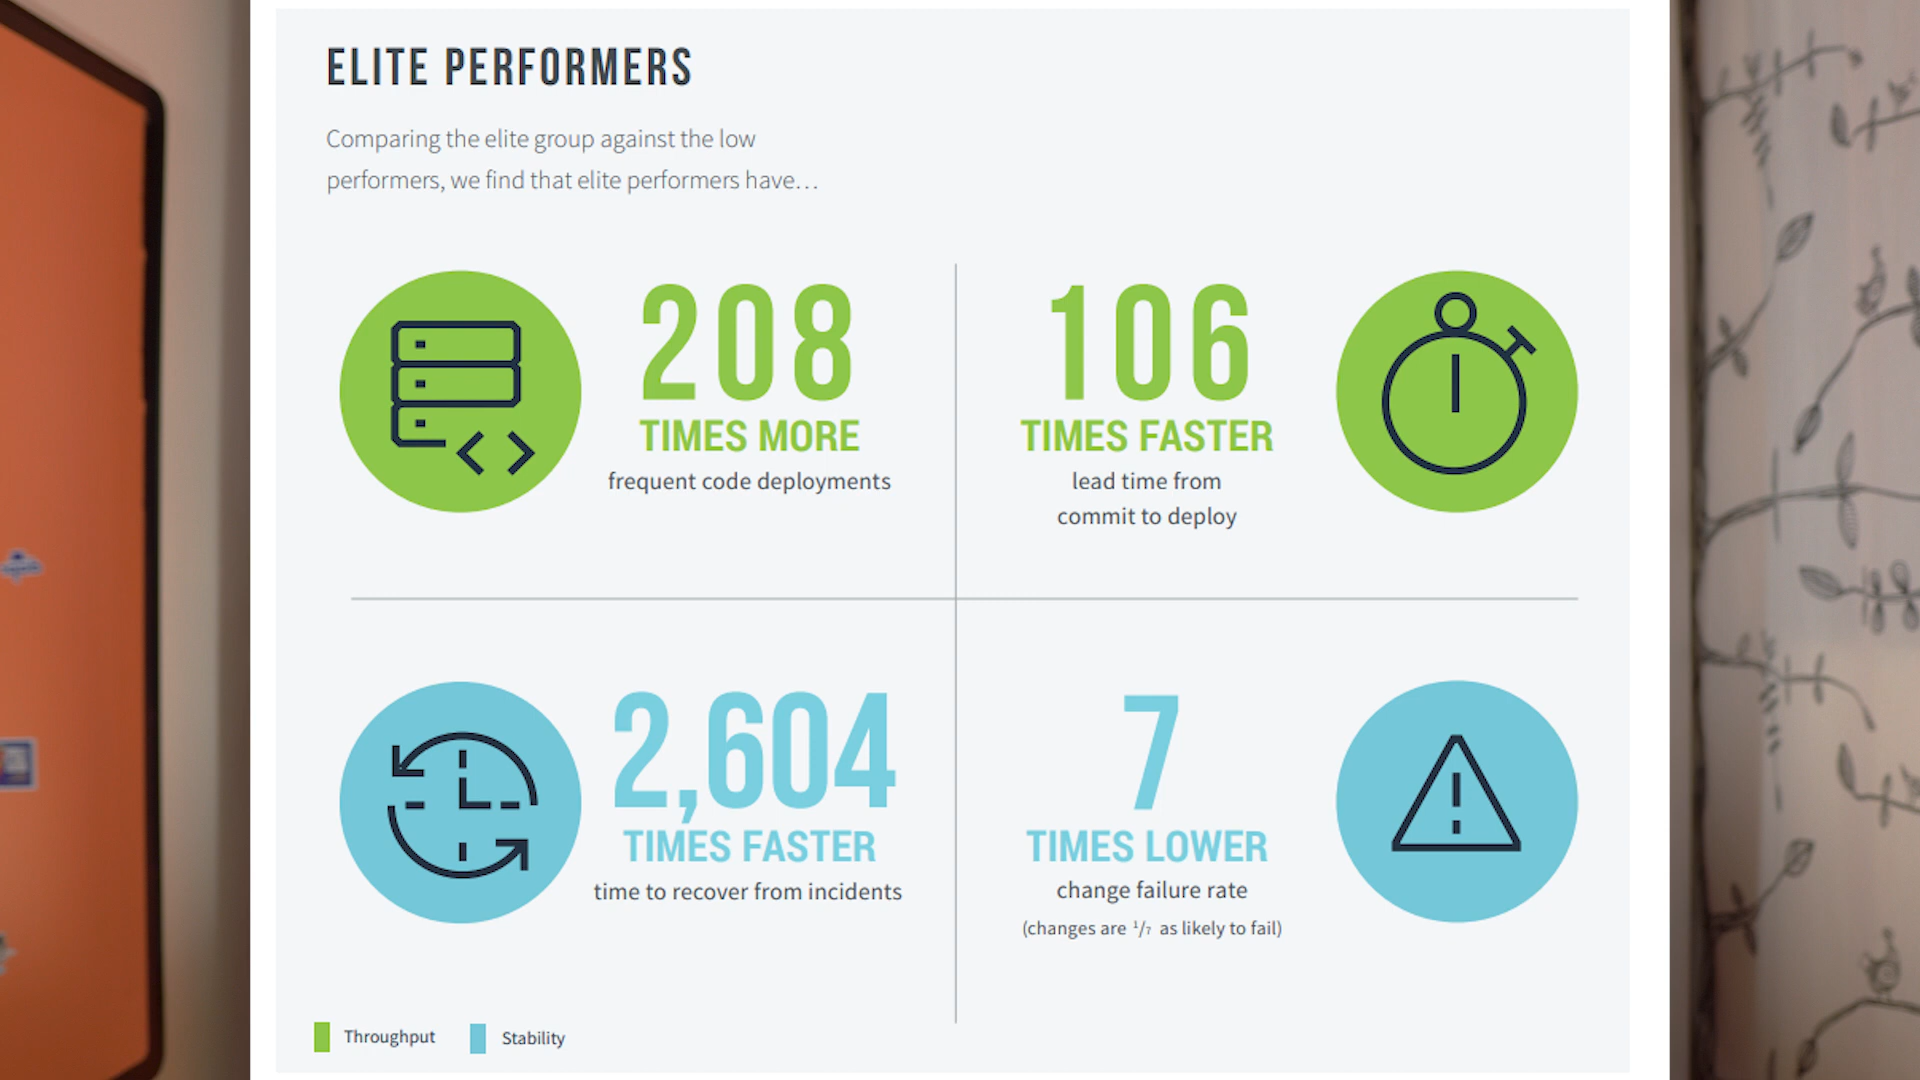 ELITE PERFORMERS
Comparing the elite group against the low
performers, we find that elite performers have...
208
TIMES MORE
frequent code deployments
106
TIMES FASTER
lead time from
commit to deploy
2,604
TIMES FASTER
time to recover from incidents
7
TIMES LOWER
change failure rate
(changes are 1/7 as likely to fail)
Throughput
Stability